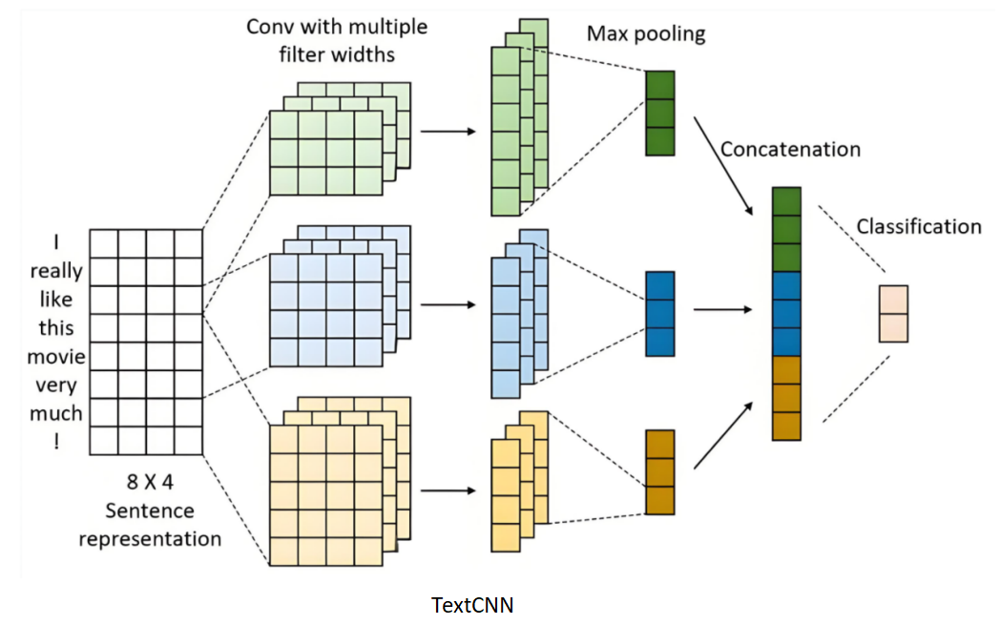 Conv with multiple
filter widths
Max pooling
Concatenation
Classification
I
really
like
this
movie
very
much
!
8 X 4
Sentence
representation
TextCNN